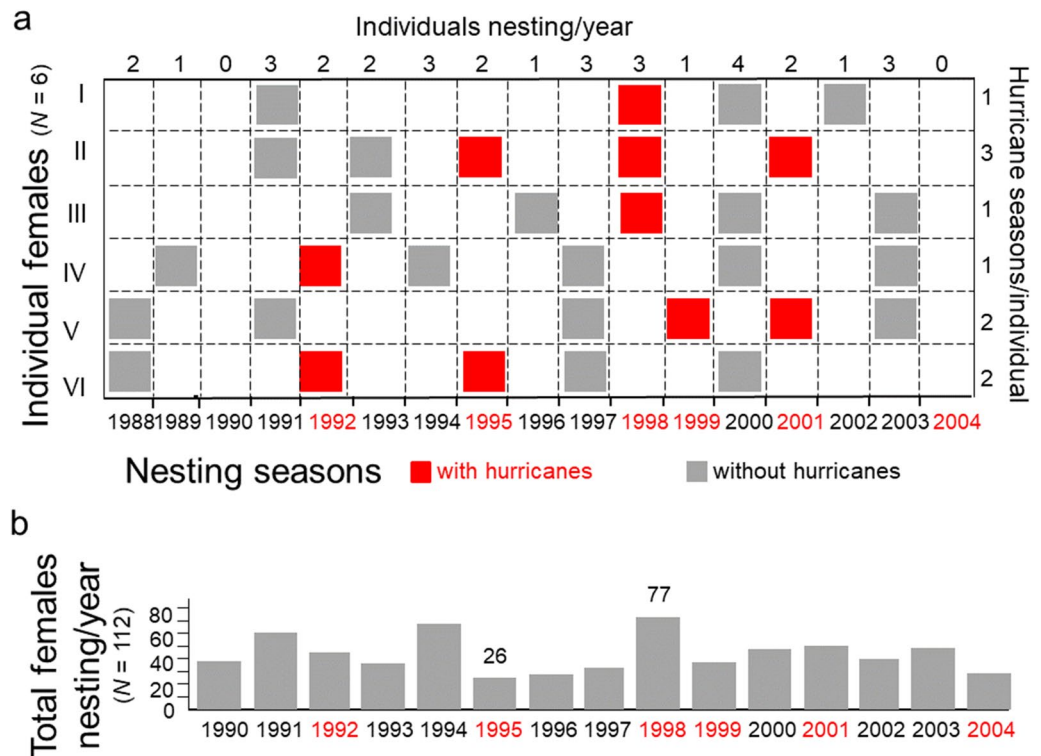 a
Individuals nesting/year
2 1 0 3 2 2 3 2 1 3 3 1 4 2 1 3 0
Individual females (N = 6)
I
II
III
IV
V
VI
1
3
1
1
2
2
Hurricane seasons/individual
1988 1989 1990 1991 1992 1993 1994 1995 1996 1997 1998 1999 2000 2001 2002 2003 2004
Nesting seasons with hurricanes without hurricanes
b
Total females
nesting/year
(N = 112)
80
60
40
20
0
26
77
1990 1991 1992 1993 1994 1995 1996 1997 1998 1999 2000 2001 2002 2003 2004